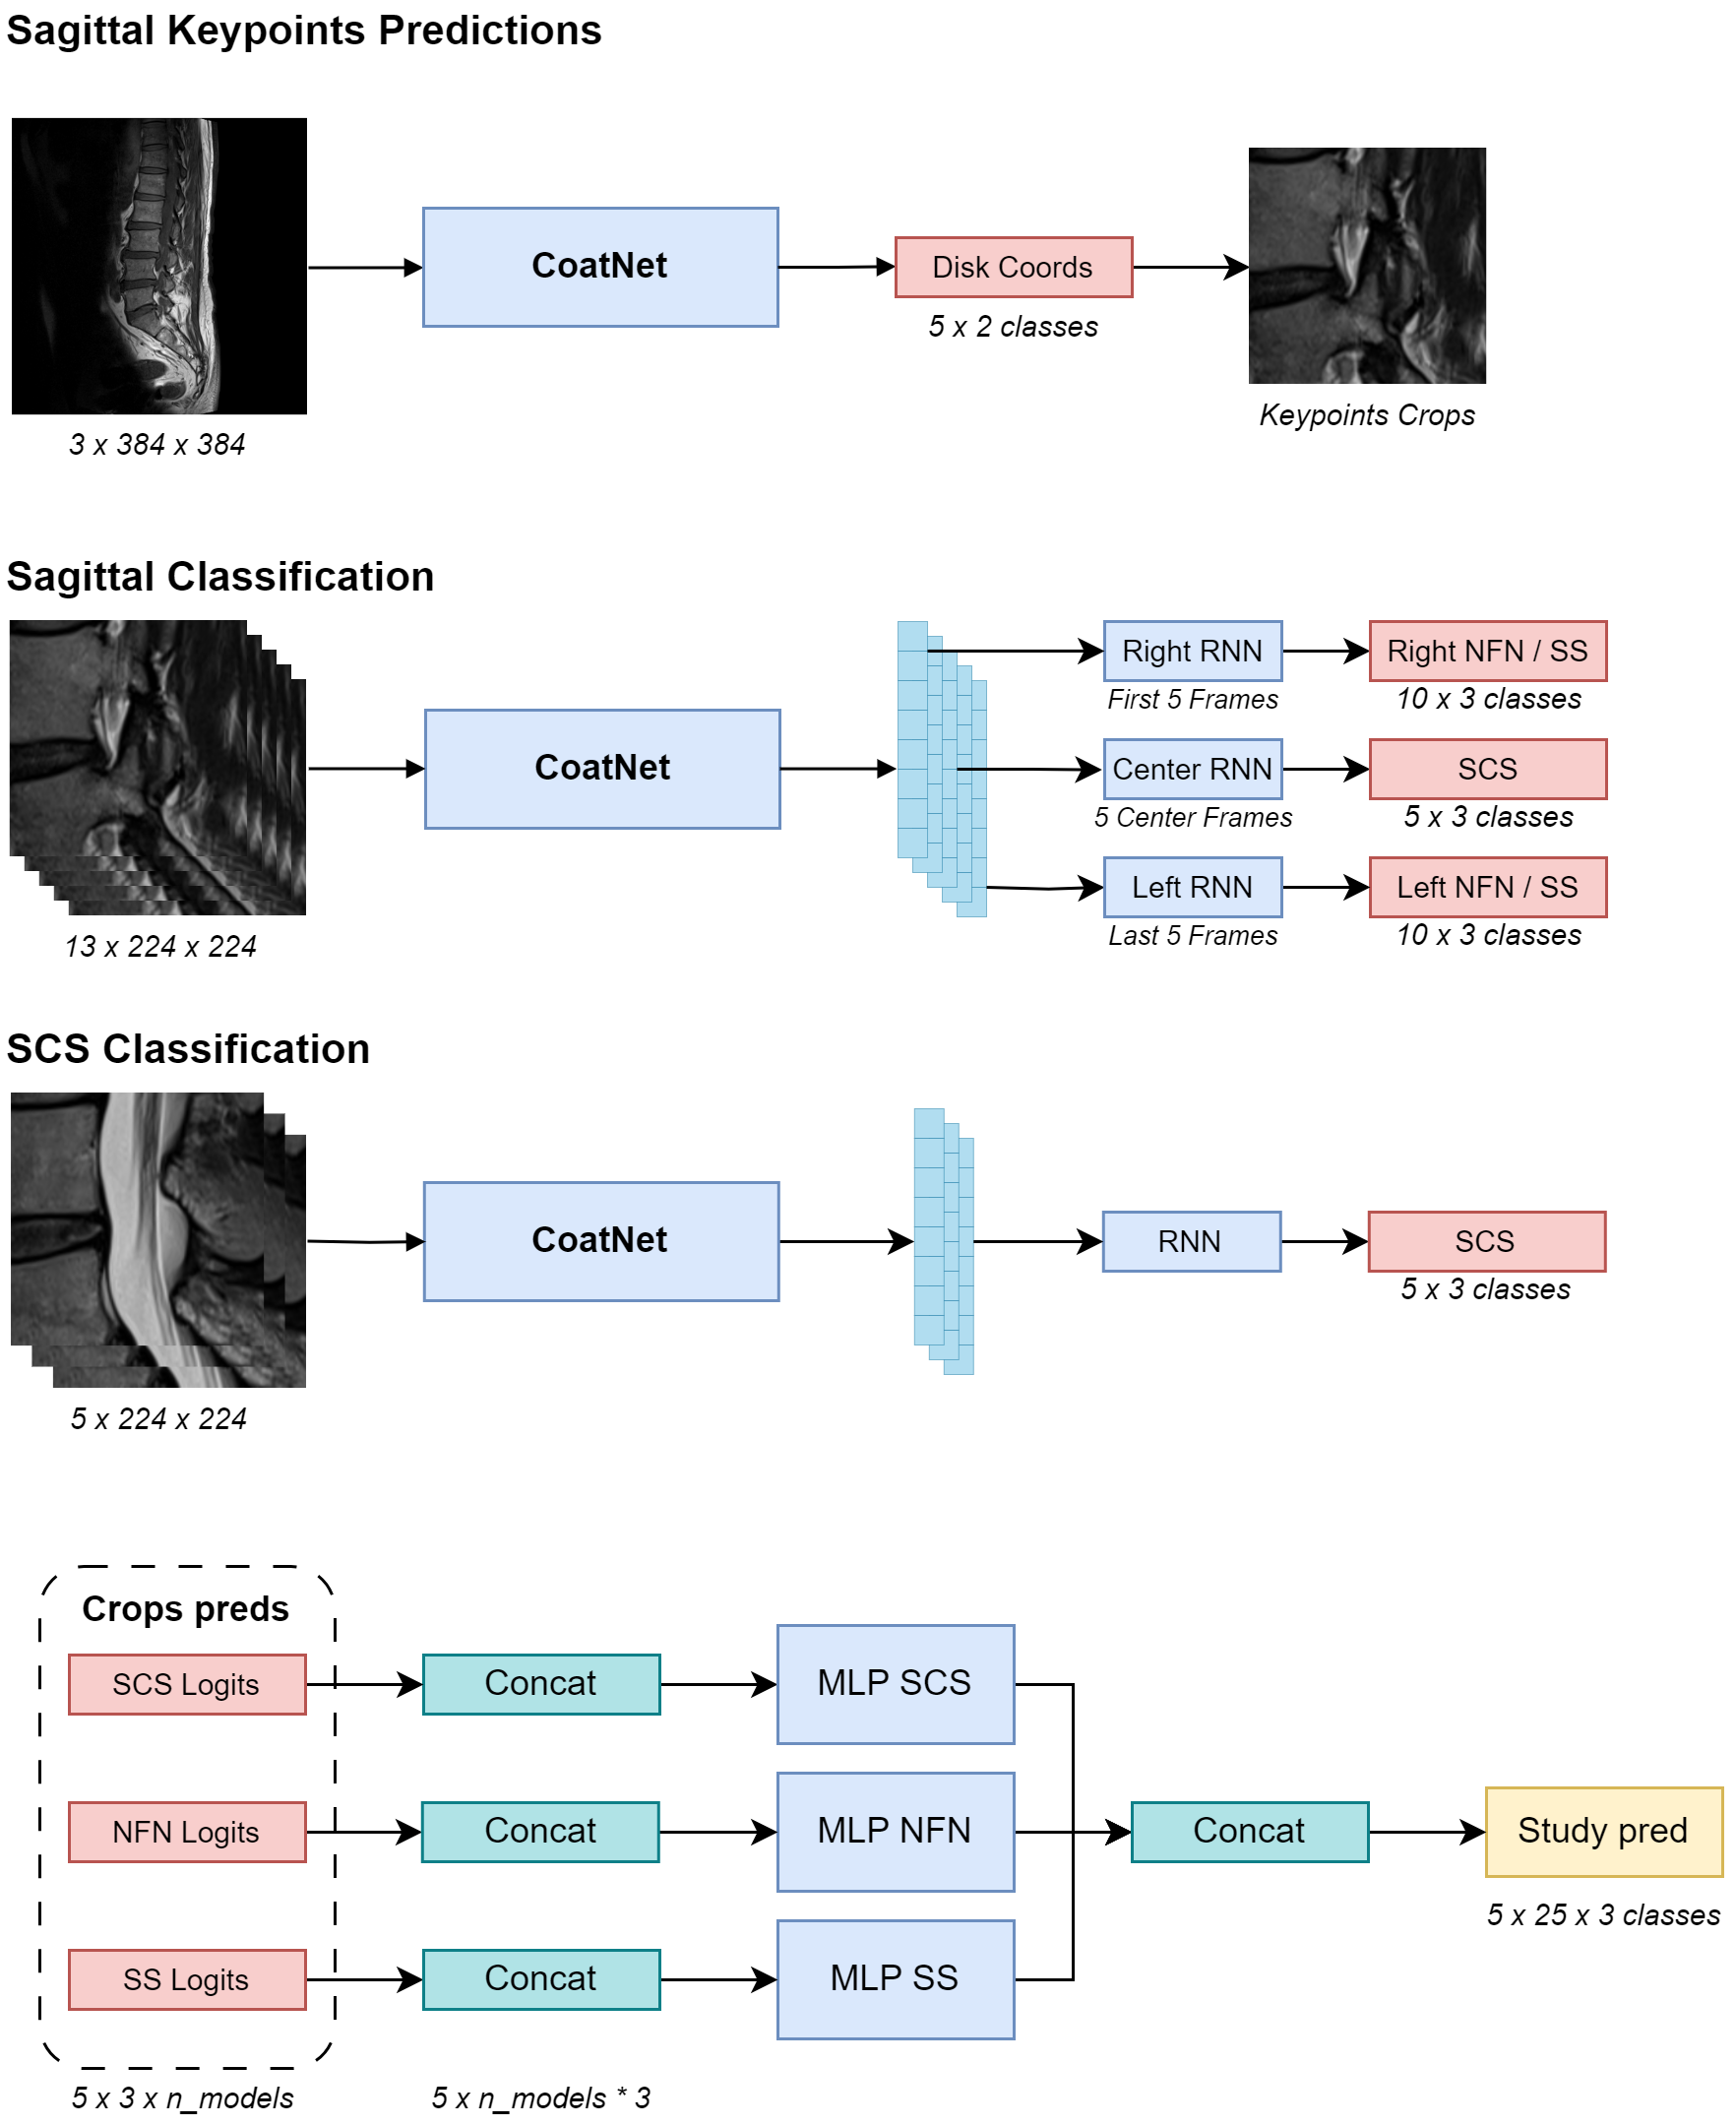 Sagittal Keypoints Predictions
CoatNet
Disk Coords
5 x 2 classes
3 x 384 x 384
Keypoints Crops
Sagittal Classification
CoatNet
Right RNN
First 5 Frames
Right NFN / SS
10 x 3 classes
Center RNN
5 Center Frames
SCS
5 x 3 classes
Left RNN
Last 5 Frames
Left NFN / SS
10 x 3 classes
13 x 224 x 224
SCS Classification
CoatNet
RNN
SCS
5 x 3 classes
5 x 224 x 224
Crops preds
SCS Logits
Concat
MLP SCS
NFN Logits
Concat
MLP NFN
Concat
Study pred
5 x 25 x 3 classes
SS Logits
Concat
MLP SS
5 x 3 x n_models
5 x n_models * 3